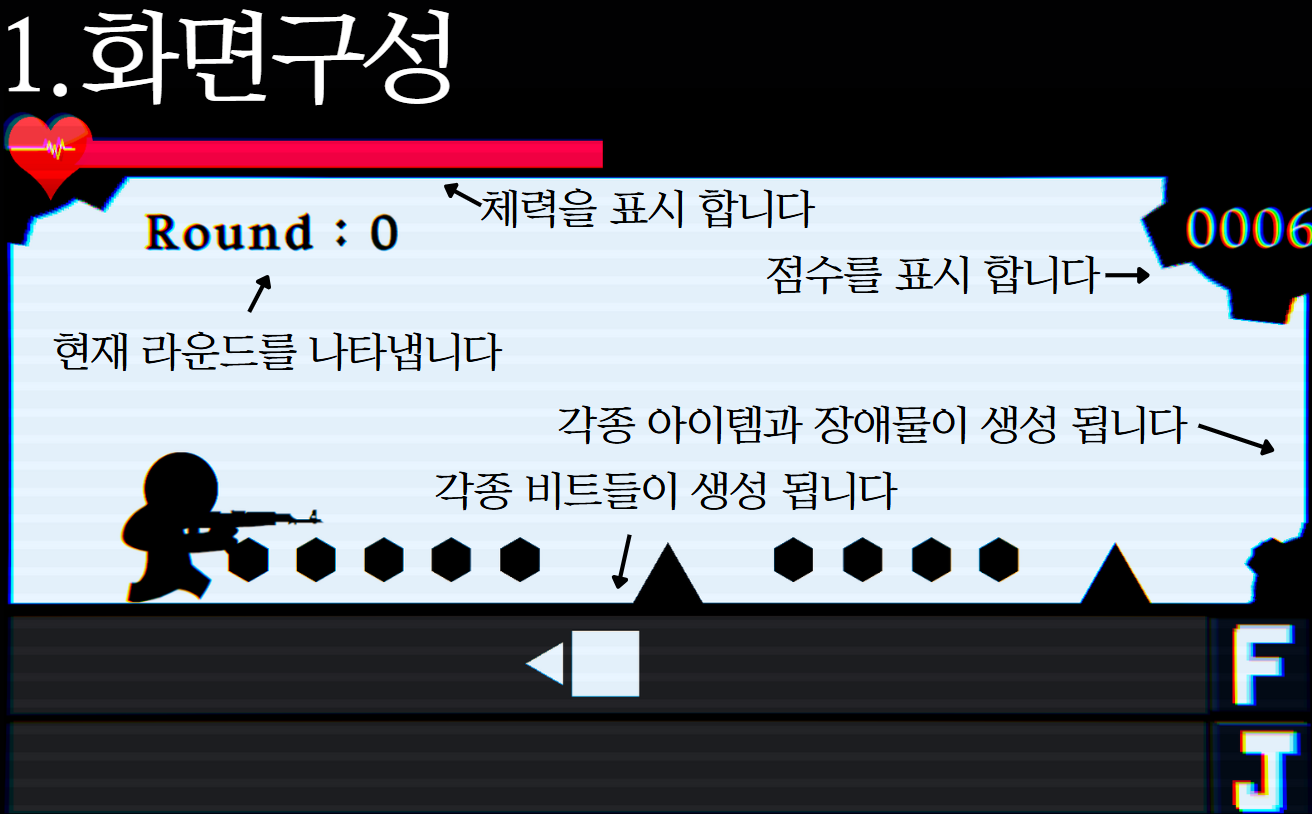 1. 화면구성
체력을 표시 합니다
Round : 0
0006
점수를 표시 합니다
현재 라운드를 나타냅니다
각종 아이템과 장애물이 생성 됩니다
각종 비트들이 생성 됩니다
F
J